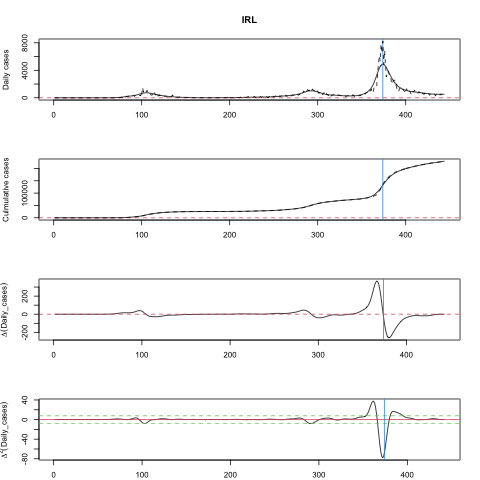 IRL
Daily cases
0 4000 8000
0 100 200 300 400
Culmulative cases
0 100000
0 100 200 300 400
Δ(Daily_cases)
-200 0 200
0 100 200 300 400
Δ²(Daily_cases)
-80 -40 0 40
0 100 200 300 400